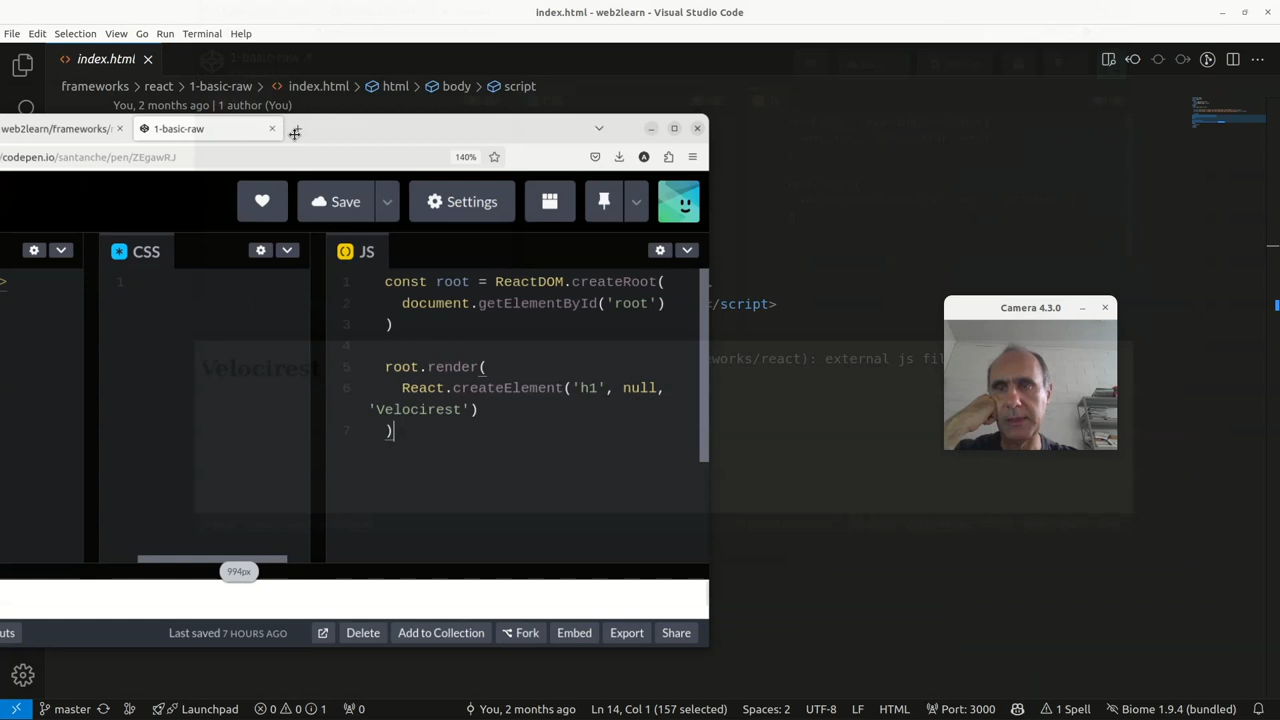 index.html - web2learn - Visual Studio Code
File Edit Selection View Go Run Terminal Help
index.html
frameworks react 1-basic-raw index.html html body script
You, 2 months ago | 1 author (You)
web2learn/frameworks/
1-basic-raw
/codepen.io/santanche/pen/ZEgawRJ
140%
Save
Settings
CSS
JS
>
1
1 const root = ReactDOM.createRoot(
2 document.getElementById('root')
3 )
4
5 root.render(
6 React.createElement('h1', null,
'Velocirest')
7 )
</script>
eworks/react): external js fil
Velocirest
Camera 4.3.0
994px
uts
Last saved 7 HOURS AGO
Delete
Add to Collection
Fork
Embed
Export
Share
master
Launchpad
0 0 1
0
You, 2 months ago
Ln 14, Col 1 (157 selected)
Spaces: 2
UTF-8
LF
HTML
Port: 3000
1 Spell
Biome 1.9.4 (bundled)